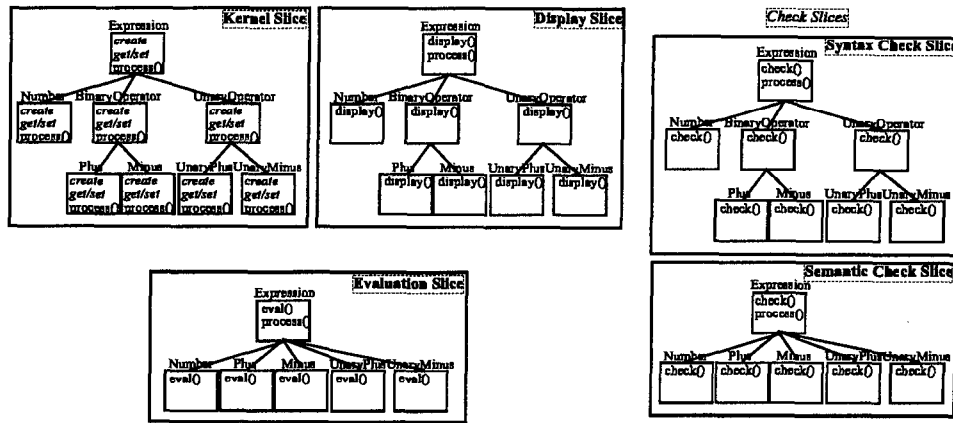 Kernel Slice
Expression
create
get/set
process()
Number BinaryOperator UnaryOperator
create create create
get/set get/set get/set
process() process() process()
Plus Minus UnaryPlus UnaryMinus
create create create create
get/set get/set get/set get/set
process() process() process() process()
Display Slice
Expression
display()
process()
Number BinaryOperator UnaryOperator
display() display() display()
Plus Minus UnaryPlus UnaryMinus
display() display() display() display()
Check Slices
Syntax Check Slice
Expression
check()
process()
Number BinaryOperator UnaryOperator
check() check() check()
Plus Minus UnaryPlus UnaryMinus
check() check() check() check()
Evaluation Slice
Expression
eval()
process()
Number Plus Minus UnaryPlus UnaryMinus
eval() eval() eval() eval() eval()
Semantic Check Slice
Expression
check()
process()
Number Plus Minus UnaryPlus UnaryMinus
check() check() check() check() check()